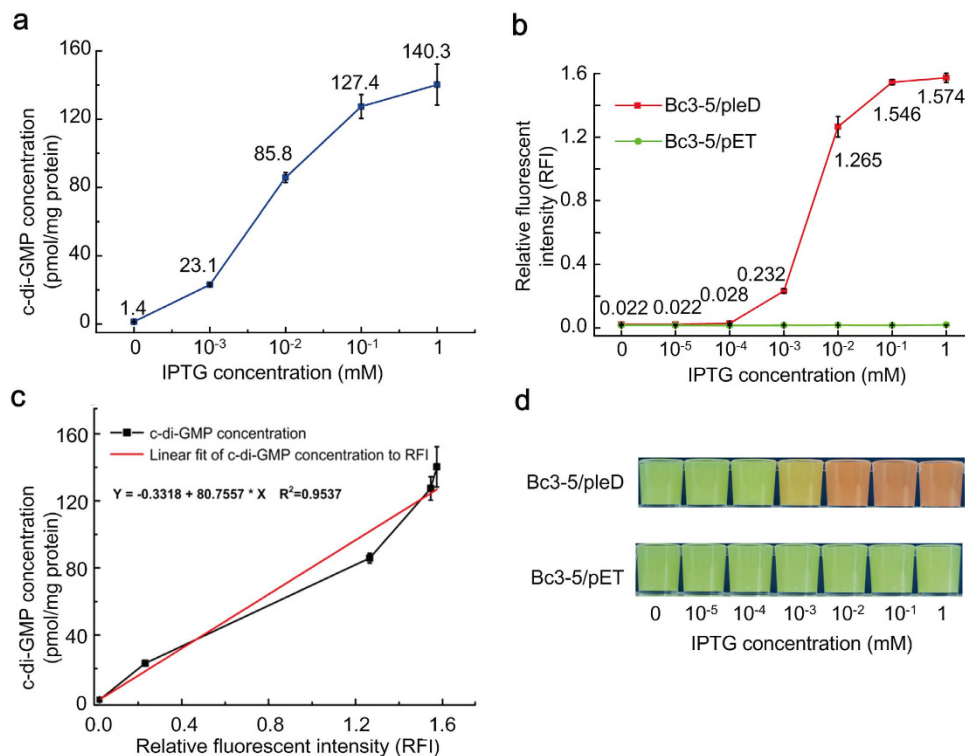 a
160
120
80
40
0
c-di-GMP concentration
(pmol/mg protein)
1.4
23.1
85.8
127.4
140.3
0
10⁻³
10⁻²
10⁻¹
1
IPTG concentration (mM)
b
1.6
1.2
0.8
0.4
0.0
Relative fluorescent
intensity (RFI)
Bc3-5/pleD
Bc3-5/pET
0.022
0.022
0.028
0.232
1.265
1.546
1.574
0
10⁻⁵
10⁻⁴
10⁻³
10⁻²
10⁻¹
1
IPTG concentration (mM)
c
160
120
80
40
0
c-di-GMP concentration
(pmol/mg protein)
c-di-GMP concentration
Linear fit of c-di-GMP concentration to RFI
Y = -0.3318 + 80.7557 * X R²=0.9537
0.0
0.4
0.8
1.2
1.6
Relative fluorescent intensity (RFI)
d
Bc3-5/pleD
Bc3-5/pET
0
10⁻⁵
10⁻⁴
10⁻³
10⁻²
10⁻¹
1
IPTG concentration (mM)